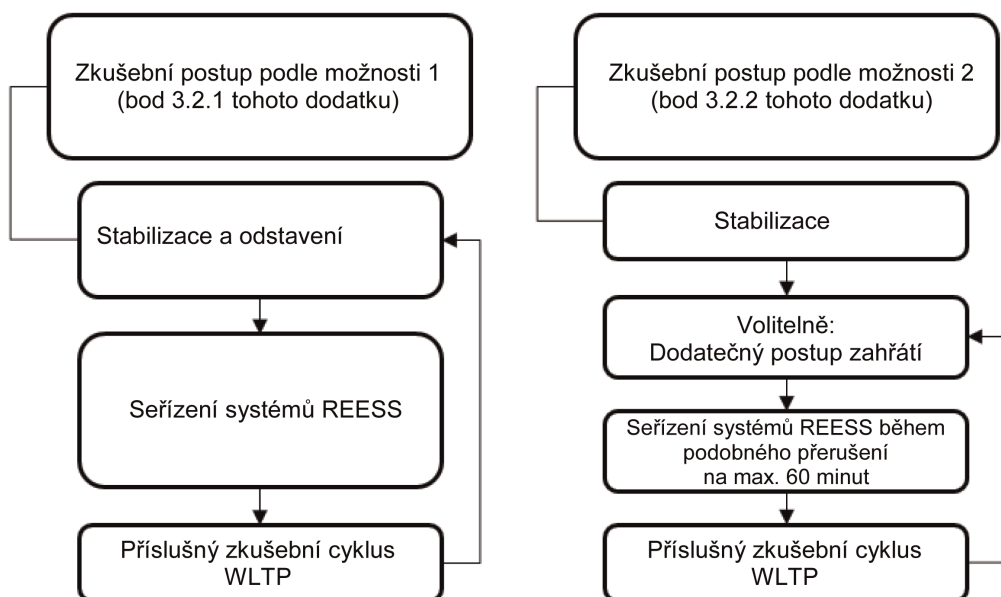 Zkušební postup podle možnosti 1
(bod 3.2.1 tohoto dodatku)
Stabilizace a odstavení
Seřízení systémů REESS
Příslušný zkušební cyklus
WLTP
Zkušební postup podle možnosti 2
(bod 3.2.2 tohoto dodatku)
Stabilizace
Volitelně:
Dodatečný postup zahřátí
Seřízení systémů REESS během
podobného přerušení
na max. 60 minut
Příslušný zkušební cyklus
WLTP